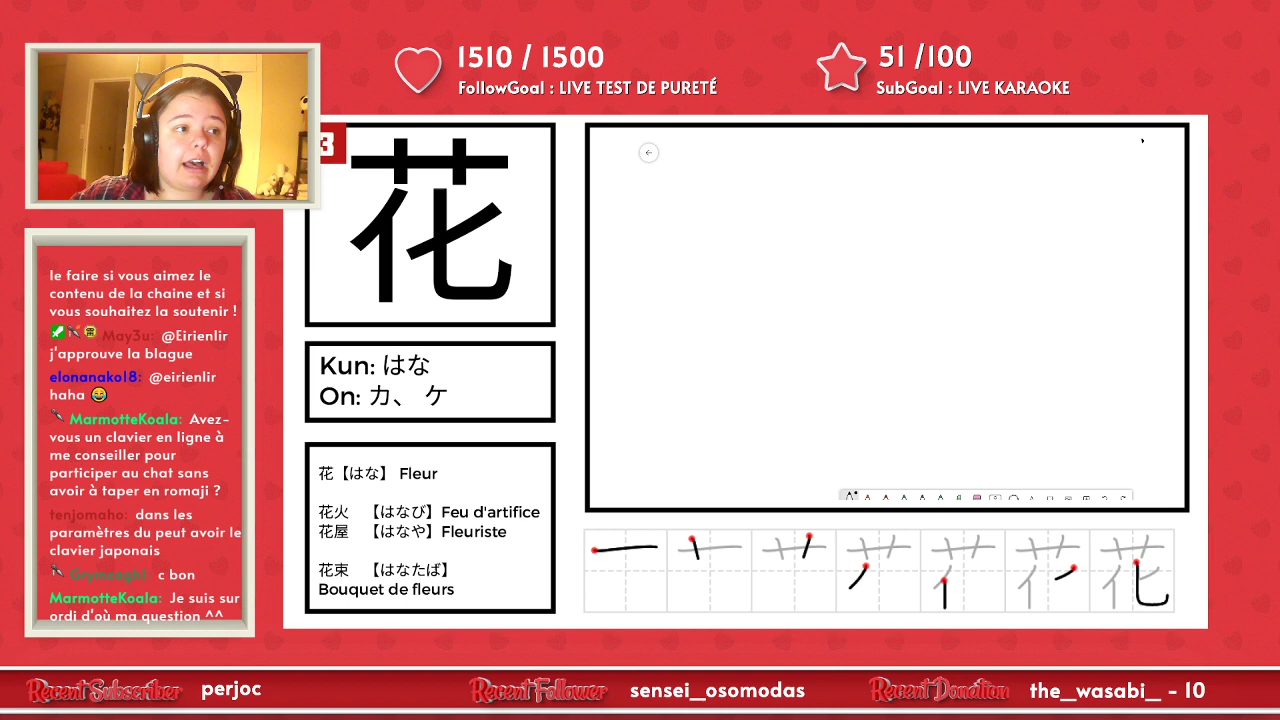 1510 / 1500
FollowGoal : LIVE TEST DE PURETÉ
51 /100
SubGoal : LIVE KARAOKE
3
花
Kun: はな
On: カ、 ケ
花【はな】 Fleur
花火 【はなび】Feu d'artifice
花屋 【はなや】Fleuriste
花束 【はなたば】
Bouquet de fleurs
le faire si vous aimez le
contenu de la chaine et si
vous souhaitez la soutenir !
May3u: @Eirienlir
j'approuve la blague
elonanako18: @eirienlir
haha 😂
MarmotteKoala: Avez-
vous un clavier en ligne à
me conseiller pour
participer au chat sans
avoir à taper en romaji ?
tenjomaho: dans les
paramètres du peut avoir le
clavier japonais
c bon
MarmotteKoala: Je suis sur
ordi d'où ma question ^^
Recent Subscriber perjoc
Recent Follower sensei_osomodas
Recent Donation the_wasabi_ - 10